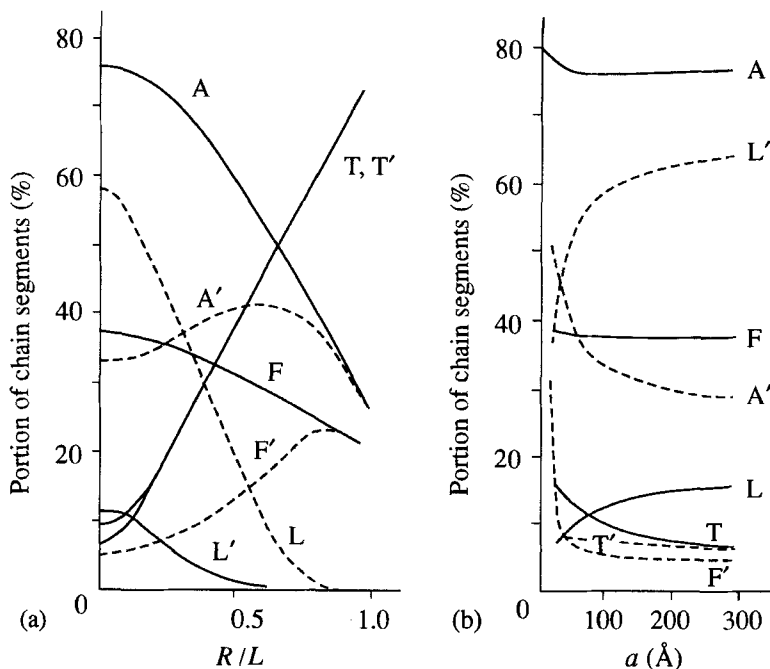 80
60
40
20
0
Portion of chain segments (%)
A
T, T′
A′
F
F′
L
L′
0.5
1.0
(a)
R/L
80
60
40
20
0
Portion of chain segments (%)
A
L′
F
A′
L
T
T′
F′
100
200
300
(b)
a (Å)